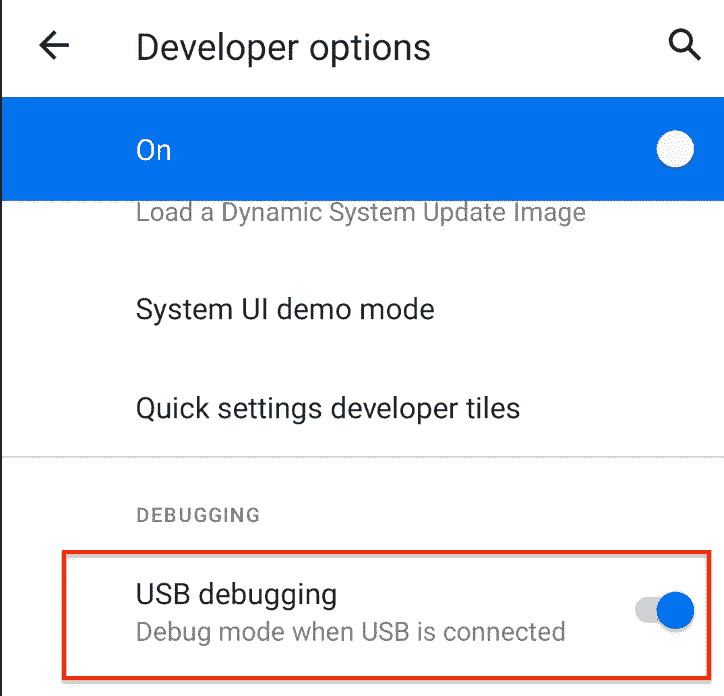 Developer options
On
Load a Dynamic System Update Image
System UI demo mode
Quick settings developer tiles
DEBUGGING
USB debugging
Debug mode when USB is connected